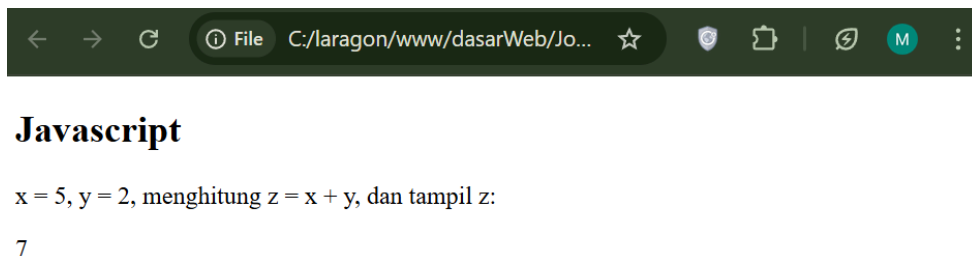 File C:/laragon/www/dasarWeb/Jo...
M
Javascript
x = 5, y = 2, menghitung z = x + y, dan tampil z:
7